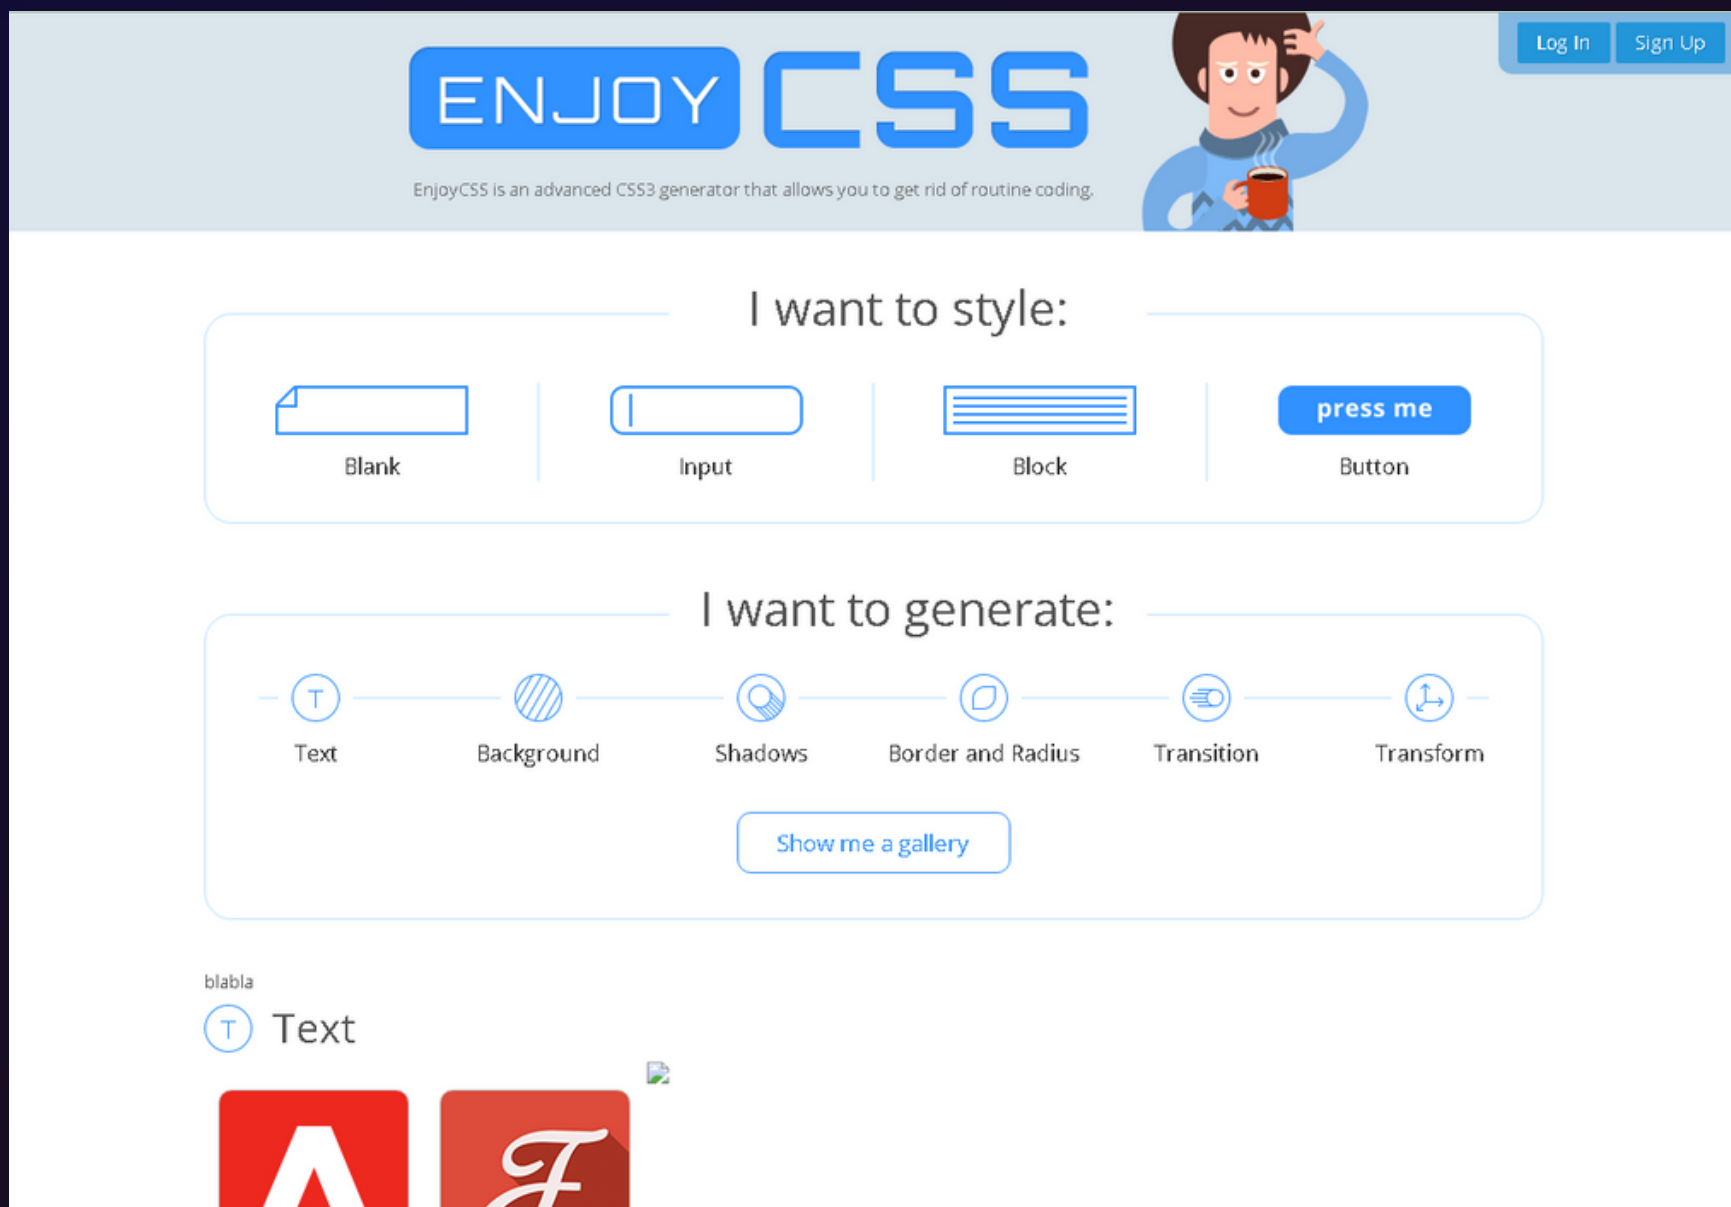 Log In Sign Up
ENJOY CSS
EnjoyCSS is an advanced CSS3 generator that allows you to get rid of routine coding.
I want to style:
press me
Blank Input Block Button
I want to generate:
T
Text Background Shadows Border and Radius Transition Transform
Show me a gallery
blabla
T Text